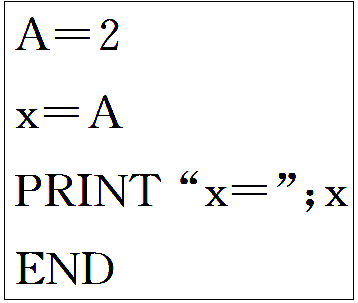 A＝2
x＝A
PRINT “x＝”;x
END